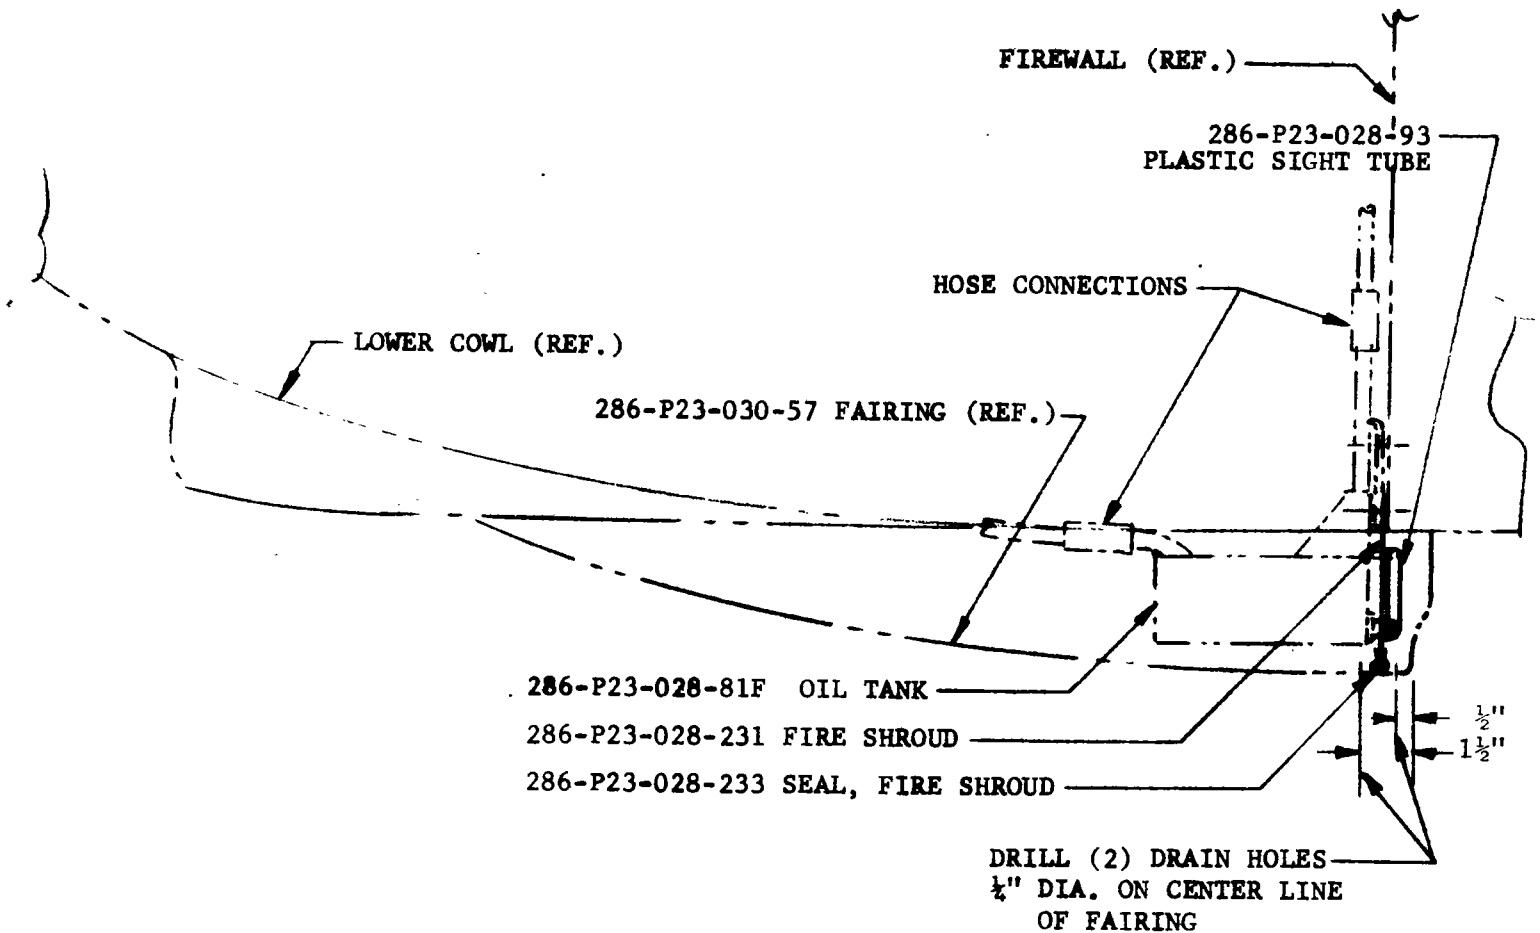 FIREWALL (REF.)
286-P23-028-93
PLASTIC SIGHT TUBE
HOSE CONNECTIONS
LOWER COWL (REF.)
286-P23-030-57 FAIRING (REF.)
286-P23-028-81F OIL TANK
286-P23-028-231 FIRE SHROUD
½"
1½"
286-P23-028-233 SEAL, FIRE SHROUD
DRILL (2) DRAIN HOLES
¼" DIA. ON CENTER LINE
OF FAIRING